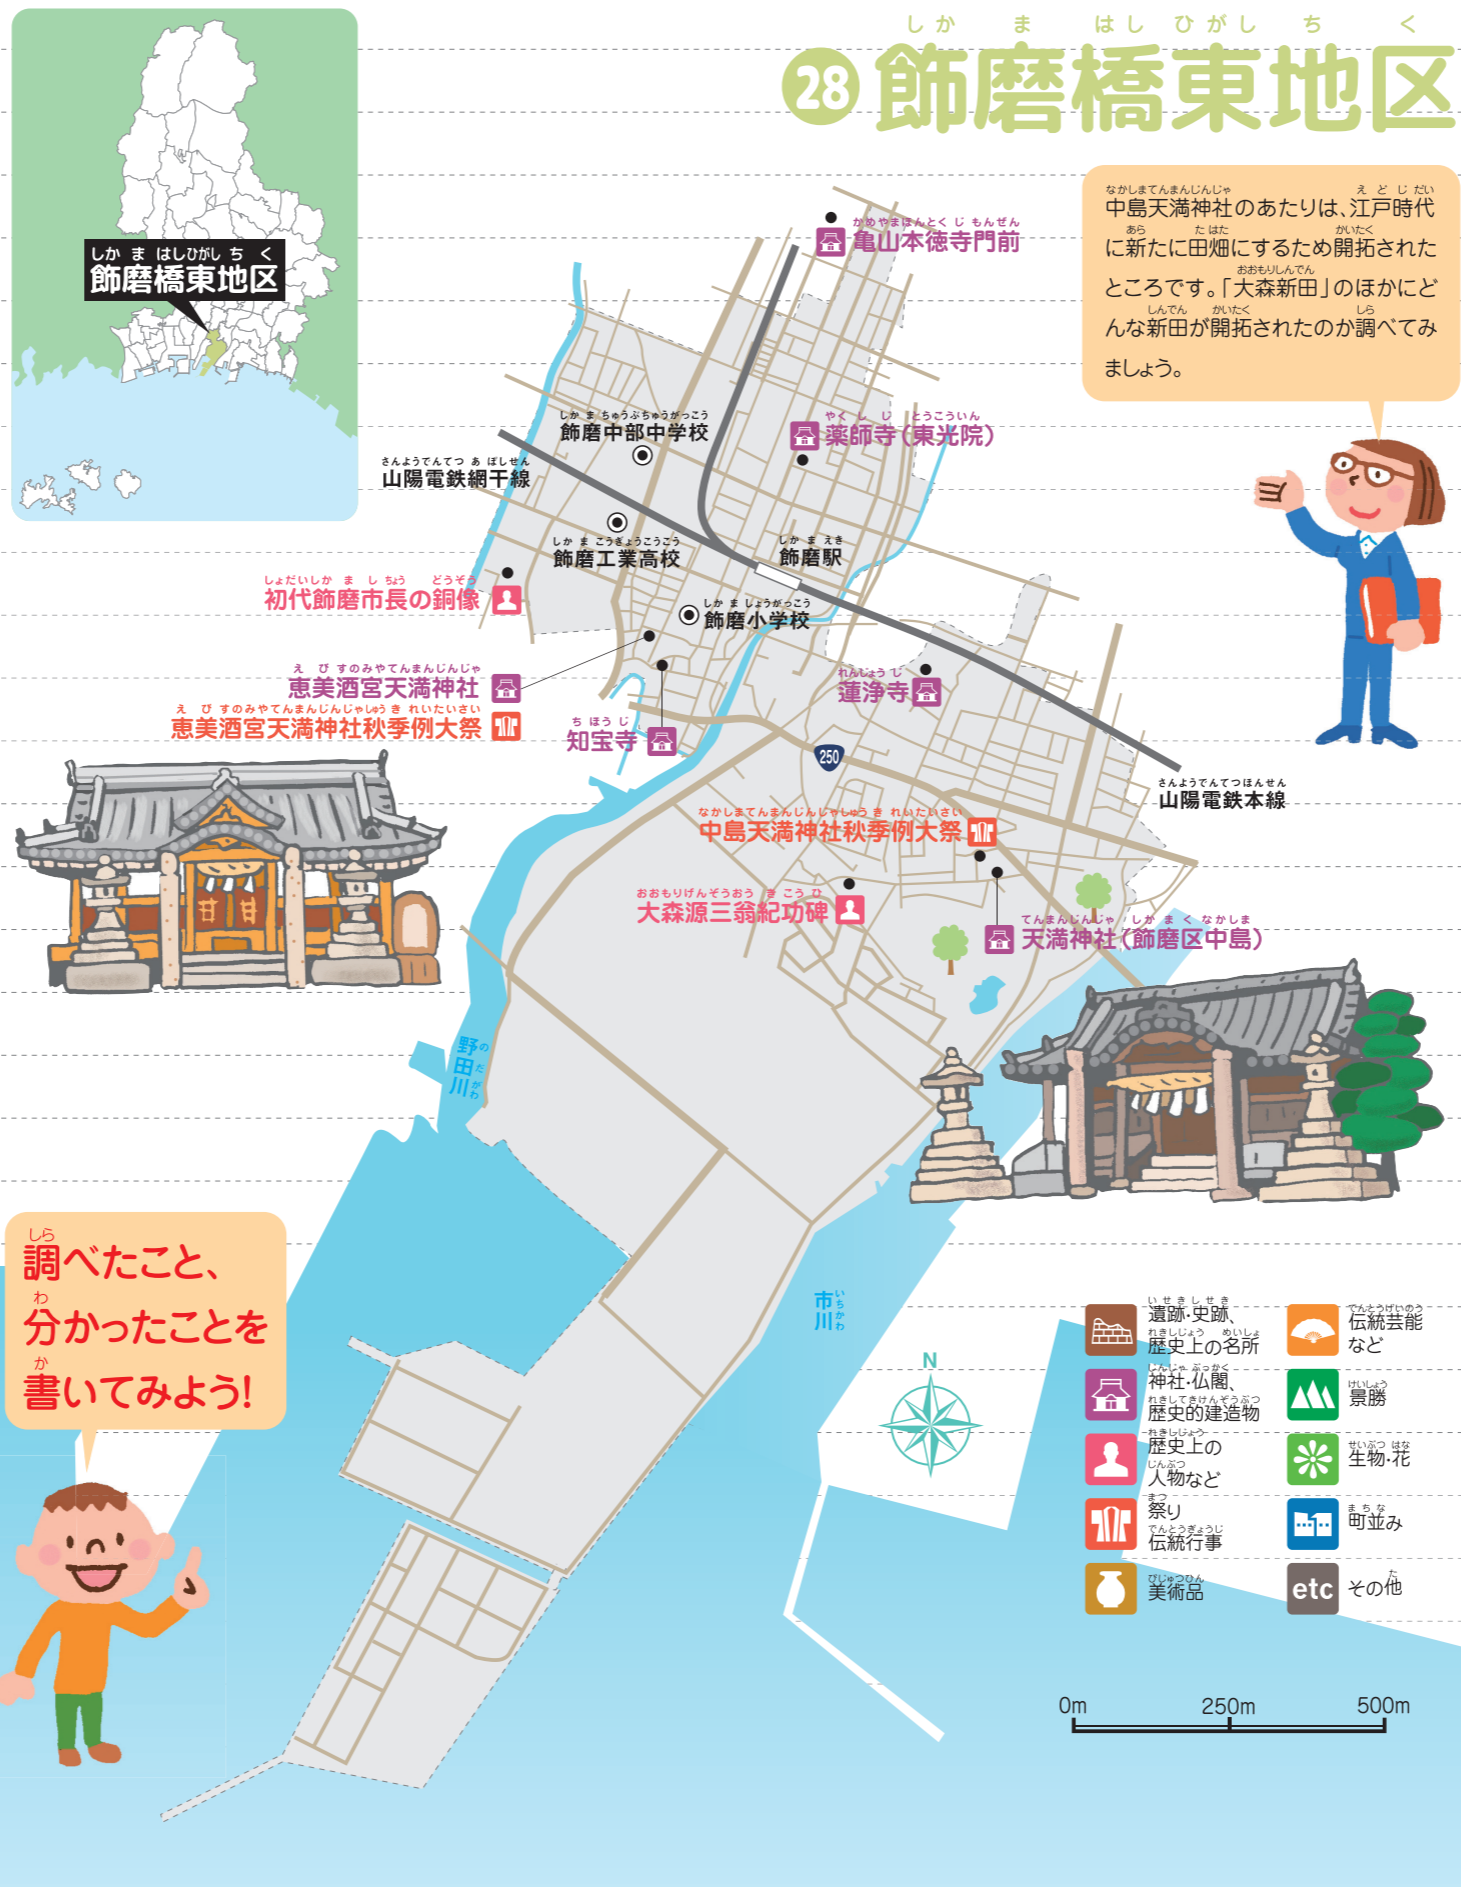 しか ま はし ひがし ち く
28 飾磨橋東地区
しか ま はしひがし ち く
飾磨橋東地区
なかしまてんまんじんじゃ えどじだい
中島天満神社のあたりは、江戸時代
あら たはた かいたく
に新たに田畑にするため開拓された
おおもりしんでん
ところです。「大森新田」のほかにど
しんでん かいたく しら
んな新田が開拓されたのか調べてみ
ましょう。
かめやまほんとくじもんぜん
亀山本徳寺門前
しか ま ちゅうぶちゅうがっこう
飾磨中部中学校
やくしじ とうこういん
薬師寺(東光院)
さんようでんてつ あ ぼしせん
山陽電鉄網干線
しか ま こうぎょうこうこう
飾磨工業高校
しか ま えき
飾磨駅
しょだいしか ま し ちょう どうぞう
初代飾磨市長の銅像
しか ま しょうがっこう
飾磨小学校
え び すのみやてんまんじんじゃ
恵美酒宮天満神社
え び すのみやてんまんじんじゃしゅう き れいたいさい
恵美酒宮天満神社秋季例大祭
れんじょう じ
蓮浄寺
ち ほう じ
知宝寺
250
さんようでんてつほんせん
山陽電鉄本線
なかしまてんまんじんじゃしゅう き れいたいさい
中島天満神社秋季例大祭
おおもりげんぞうおう き こう ひ
大森源三翁紀功碑
てんまんじんじゃ しか ま く なかしま
天満神社(飾磨区中島)
野田川
の だ がわ
市川
いちかわ
しら
調べたこと、
わ
分かったことを
か
書いてみよう!
N
いせきしせき
遺跡・史跡、
れきしじょう めいしょ
歴史上の名所
じんじゃ ぶっかく
神社・仏閣、
れきしてきけんぞうぶつ
歴史的建造物
れきしじょう
歴史上の
じんぶつ
人物など
まつ
祭り
でんとうぎょうじ
伝統行事
びじゅつひん
美術品
でんとうげいのう
伝統芸能
など
けいしょう
景勝
せいぶつ はな
生物・花
まちな
町並み
etc
た
その他
0m 250m 500m